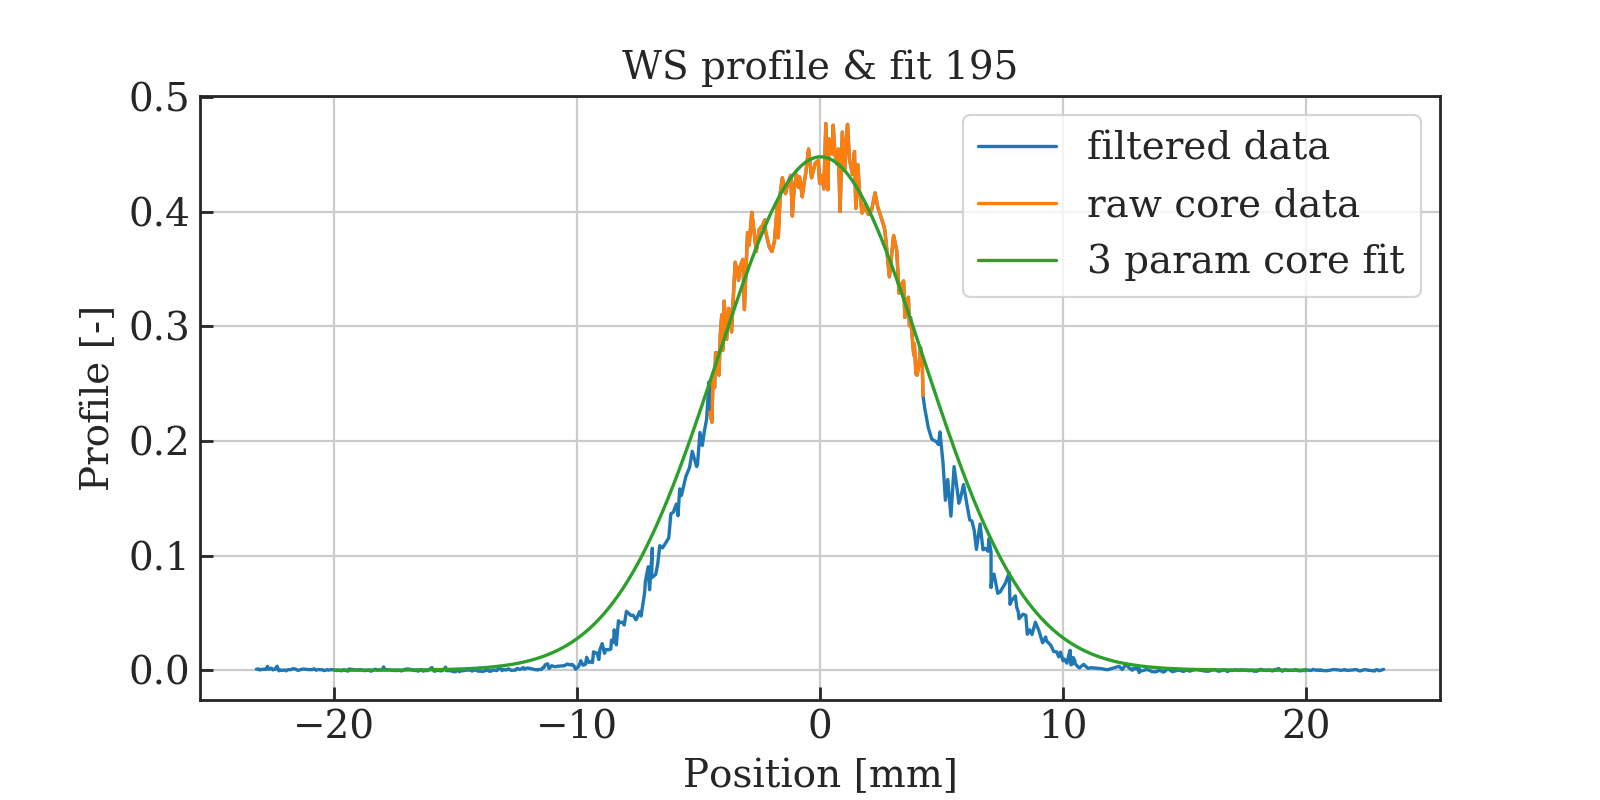 WS profile & fit 195
0.5
0.4
0.3
0.2
0.1
0.0
Profile [-]
filtered data
raw core data
3 param core fit
−20 −10 0 10 20
Position [mm]